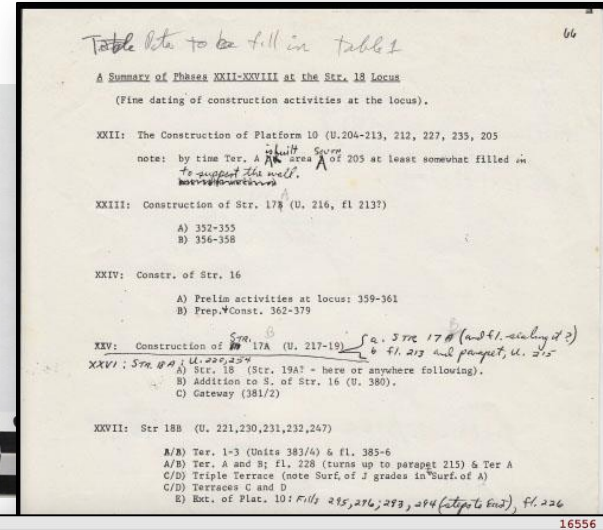 66
Table Data to be fill in table 1
A Summary of Phases XXII-XXVIII at the Str. 18 Locus
(Fine dating of construction activities at the locus).
XXII: The Construction of Platform 10 (U.204-213, 212, 227, 235, 205
is built
note: by time Ter. A area A of 205 at least somewhat filled in
to support the wall.
A
XXIII: Construction of Str. 17 (U. 216, fl 213?)
A) 352-355
B) 356-358
XXIV: Constr. of Str. 16
A) Prelim activities at locus: 359-361
B) Prep.+Const. 362-379
XXV: Construction of STR. 17A (U. 217-19) a. STR 17 A (and fl. sealing it?)
b fl. 213 and parapet, U. 215
XXVI: STR. 18 A: U. 220,254
A) Str. 18 (Str. 19A? - here or anywhere following).
B) Addition to S. of Str. 16 (U. 380).
C) Gateway (381/2)
XXVII: Str 18B (U. 221,230,231,232,247)
A/B) Ter. 1-3 (Units 383/4) & fl. 385-6
A/B) Ter. A and B; fl. 228 (turns up to parapet 215) & Ter A
C/D) Triple Terrace (note Surf. of J grades in "Surf. of A)
C/D) Terraces C and D
E) Ext. of Plat. 10: Fills 295,296; 293, 294 (steps to End), fl. 226
16556